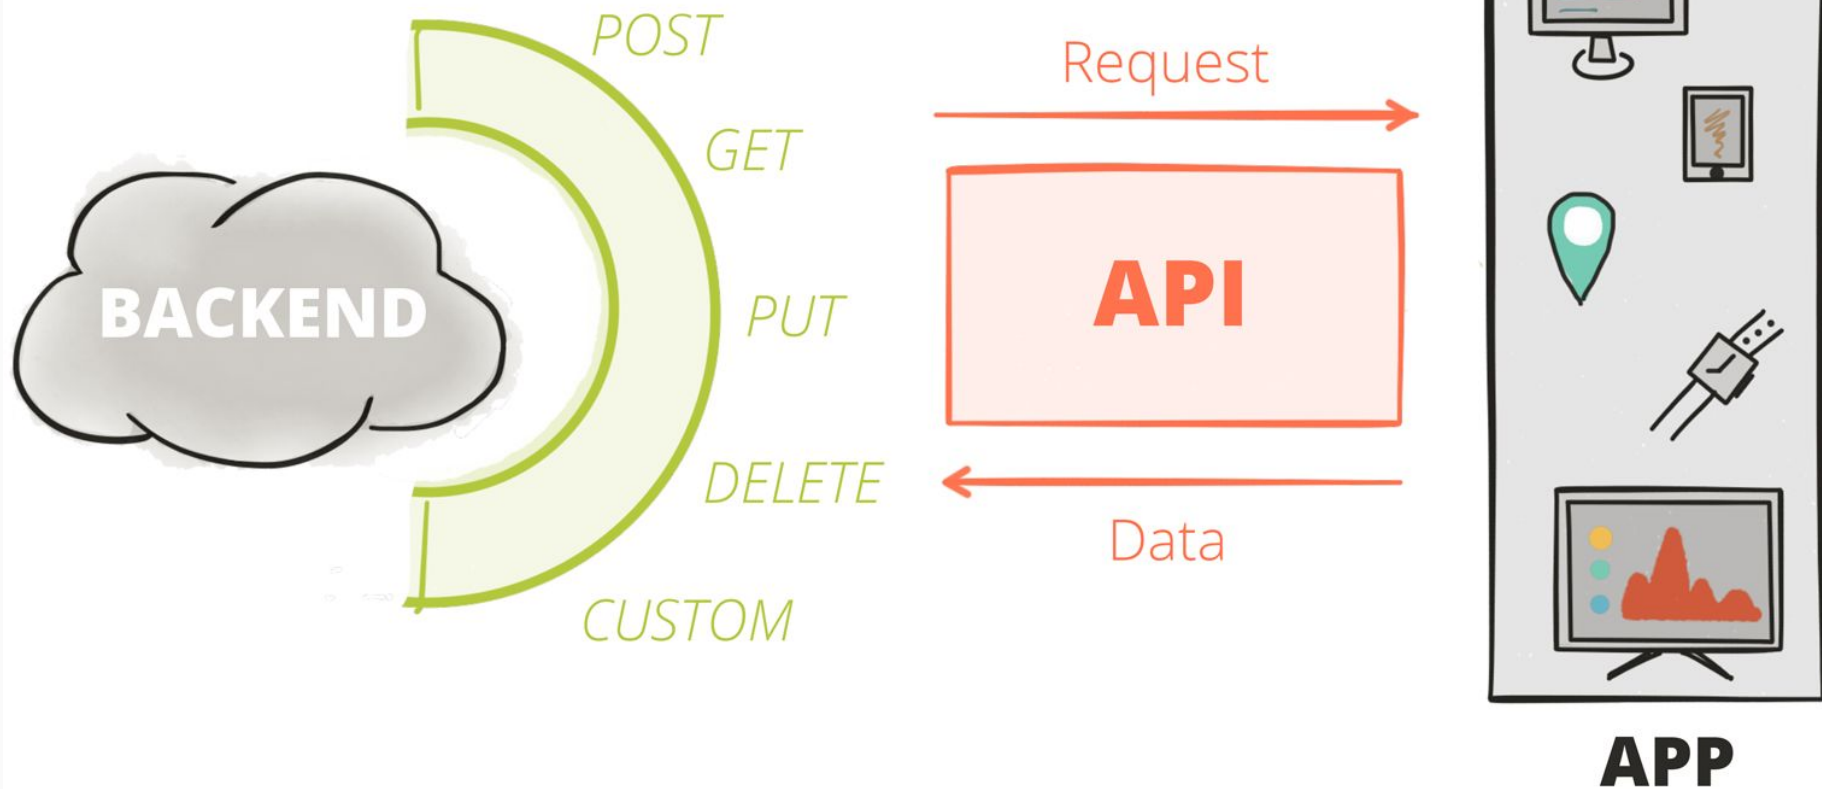 POST
Request
GET
BACKEND
PUT
API
DELETE
Data
CUSTOM
APP